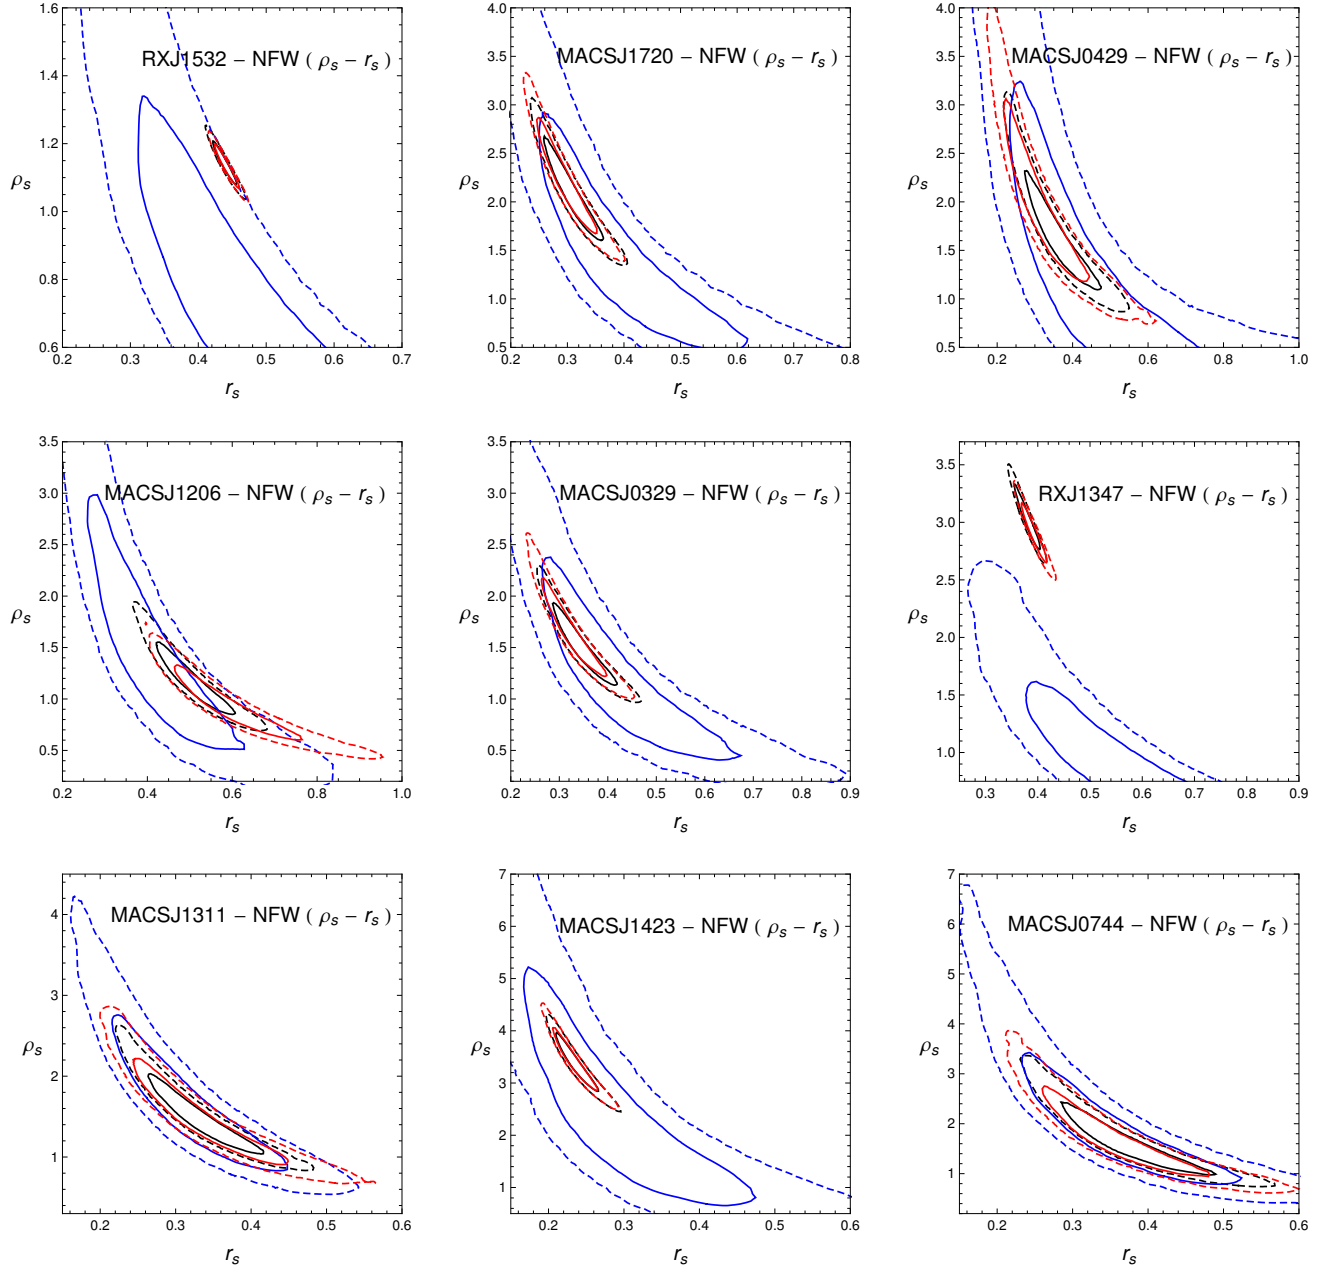 RXJ1532 − NFW ( ρs − rs )
1.6
1.4
1.2
1.0
0.8
0.6
ρs
0.2 0.3 0.4 0.5 0.6 0.7
rs
MACSJ1720 − NFW ( ρs − rs )
4.0
3.5
3.0
2.5
2.0
1.5
1.0
0.5
ρs
0.2 0.3 0.4 0.5 0.6 0.7 0.8
rs
MACSJ0429 − NFW ( ρs − rs )
4.0
3.5
3.0
2.5
2.0
1.5
1.0
0.5
ρs
0.2 0.4 0.6 0.8 1.0
rs
MACSJ1206 − NFW ( ρs − rs )
3.5
3.0
2.5
2.0
1.5
1.0
0.5
ρs
0.2 0.4 0.6 0.8 1.0
rs
MACSJ0329 − NFW ( ρs − rs )
3.5
3.0
2.5
2.0
1.5
1.0
0.5
ρs
0.2 0.3 0.4 0.5 0.6 0.7 0.8 0.9
rs
RXJ1347 − NFW ( ρs − rs )
3.5
3.0
2.5
2.0
1.5
1.0
ρs
0.3 0.4 0.5 0.6 0.7 0.8 0.9
rs
MACSJ1311 − NFW ( ρs − rs )
4
3
2
1
ρs
0.2 0.3 0.4 0.5 0.6
rs
MACSJ1423 − NFW ( ρs − rs )
7
6
5
4
3
2
1
ρs
0.2 0.3 0.4 0.5 0.6
rs
MACSJ0744 − NFW ( ρs − rs )
7
6
5
4
3
2
1
ρs
0.2 0.3 0.4 0.5 0.6
rs